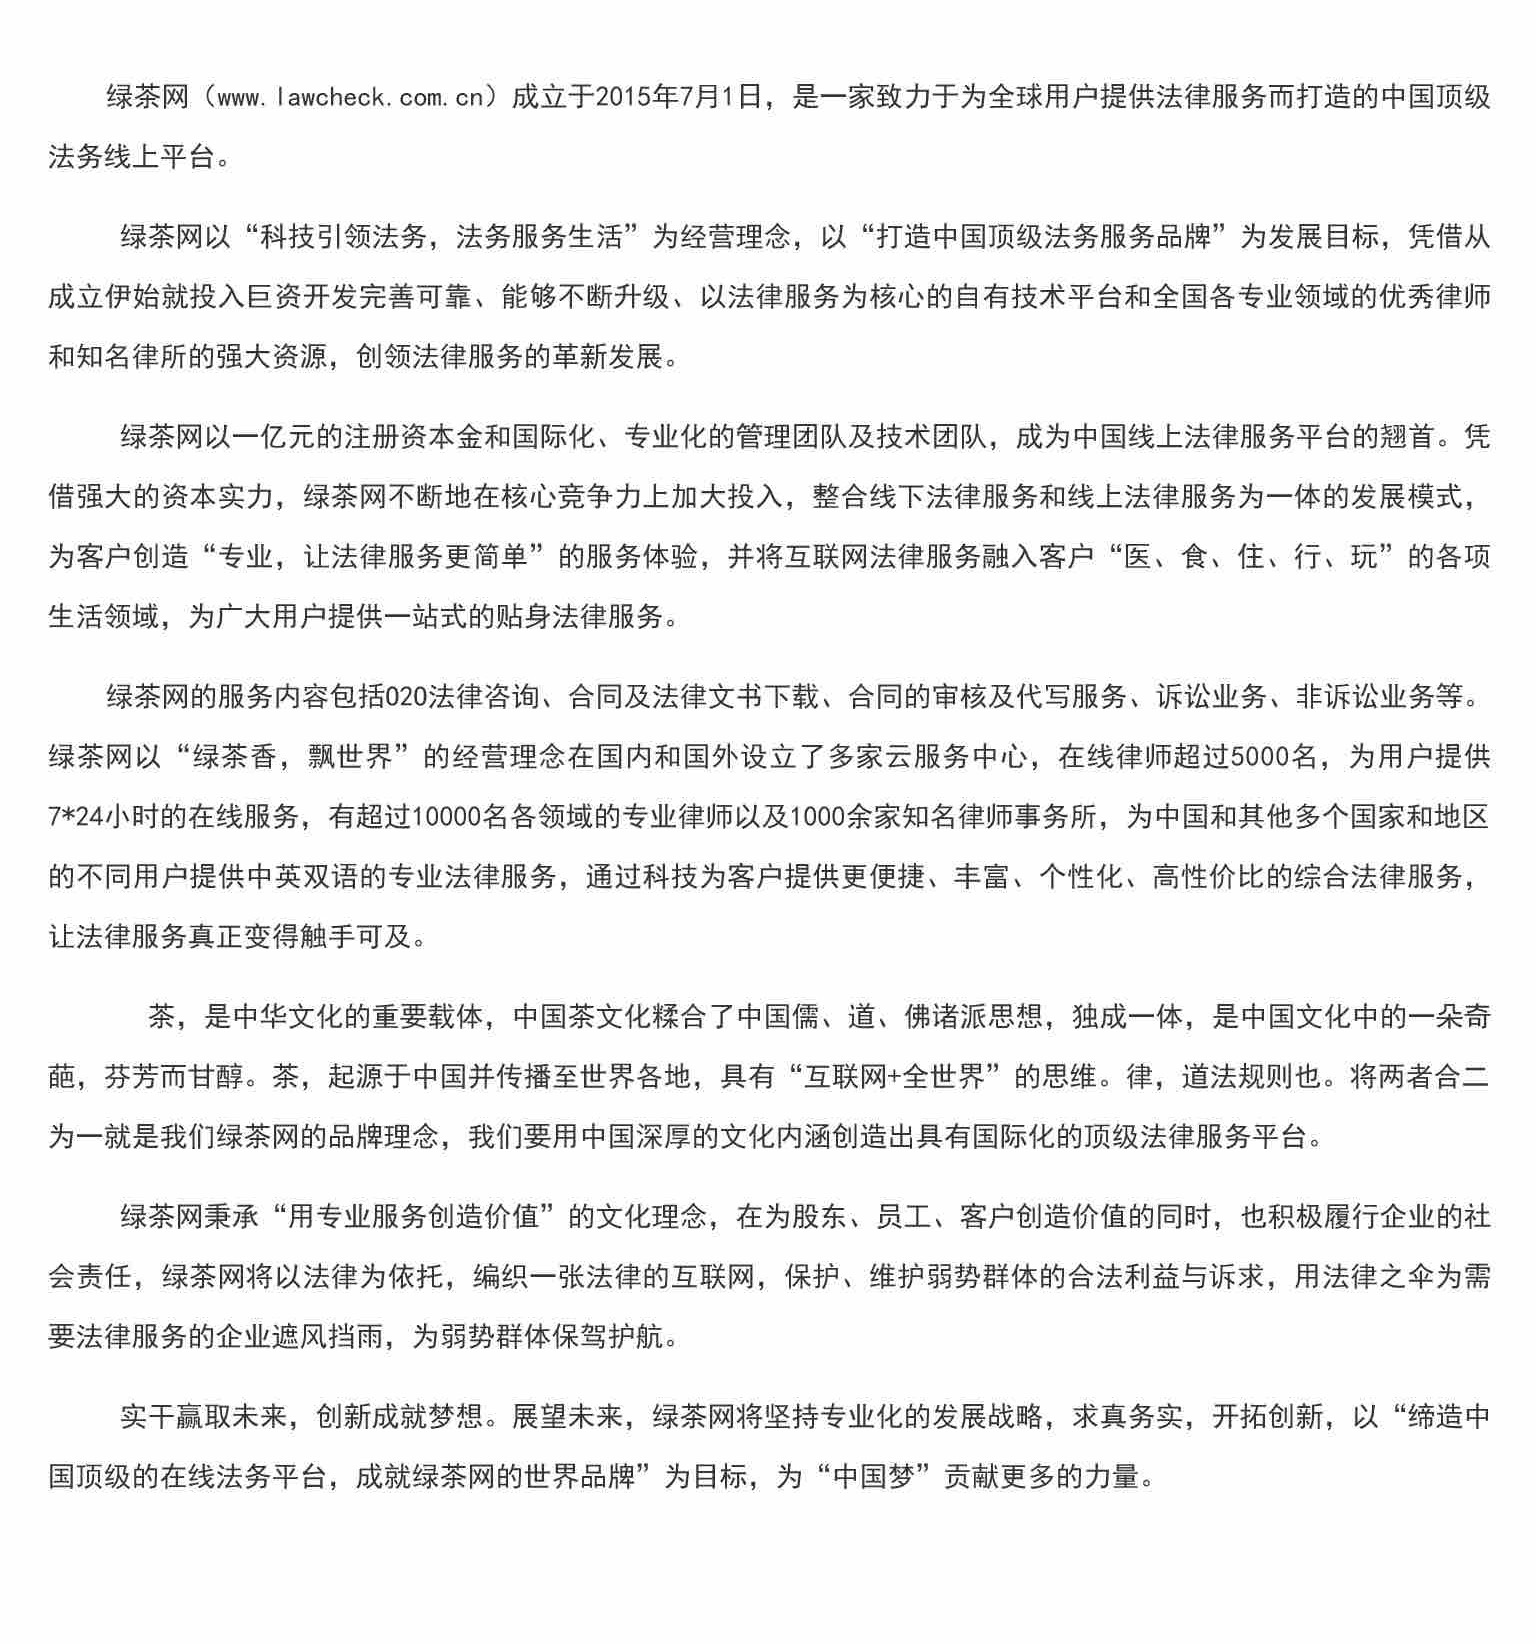 绿茶网（www.lawcheck.com.cn）成立于2015年7月1日，是一家致力于为全球用户提供法律服务而打造的中国顶级
法务线上平台。
绿茶网以“科技引领法务，法务服务生活”为经营理念，以“打造中国顶级法务服务品牌”为发展目标，凭借从
成立伊始就投入巨资开发完善可靠、能够不断升级、以法律服务为核心的自有技术平台和全国各专业领域的优秀律师
和知名律所的强大资源，创领法律服务的革新发展。
绿茶网以一亿元的注册资本金和国际化、专业化的管理团队及技术团队，成为中国线上法律服务平台的翘首。凭
借强大的资本实力，绿茶网不断地在核心竞争力上加大投入，整合线下法律服务和线上法律服务为一体的发展模式，
为客户创造“专业，让法律服务更简单”的服务体验，并将互联网法律服务融入客户“医、食、住、行、玩”的各项
生活领域，为广大用户提供一站式的贴身法律服务。
绿茶网的服务内容包括O2O法律咨询、合同及法律文书下载、合同的审核及代写服务、诉讼业务、非诉讼业务等。
绿茶网以“绿茶香，飘世界”的经营理念在国内和国外设立了多家云服务中心，在线律师超过5000名，为用户提供
7*24小时的在线服务，有超过10000名各领域的专业律师以及1000余家知名律师事务所，为中国和其他多个国家和地区
的不同用户提供中英双语的专业法律服务，通过科技为客户提供更便捷、丰富、个性化、高性价比的综合法律服务，
让法律服务真正变得触手可及。
茶，是中华文化的重要载体，中国茶文化糅合了中国儒、道、佛诸派思想，独成一体，是中国文化中的一朵奇
葩，芬芳而甘醇。茶，起源于中国并传播至世界各地，具有“互联网+全世界”的思维。律，道法规则也。将两者合二
为一就是我们绿茶网的品牌理念，我们要用中国深厚的文化内涵创造出具有国际化的顶级法律服务平台。
绿茶网秉承“用专业服务创造价值”的文化理念，在为股东、员工、客户创造价值的同时，也积极履行企业的社
会责任，绿茶网将以法律为依托，编织一张法律的互联网，保护、维护弱势群体的合法利益与诉求，用法律之伞为需
要法律服务的企业遮风挡雨，为弱势群体保驾护航。
实干赢取未来，创新成就梦想。展望未来，绿茶网将坚持专业化的发展战略，求真务实，开拓创新，以“缔造中
国顶级的在线法务平台，成就绿茶网的世界品牌”为目标，为“中国梦”贡献更多的力量。